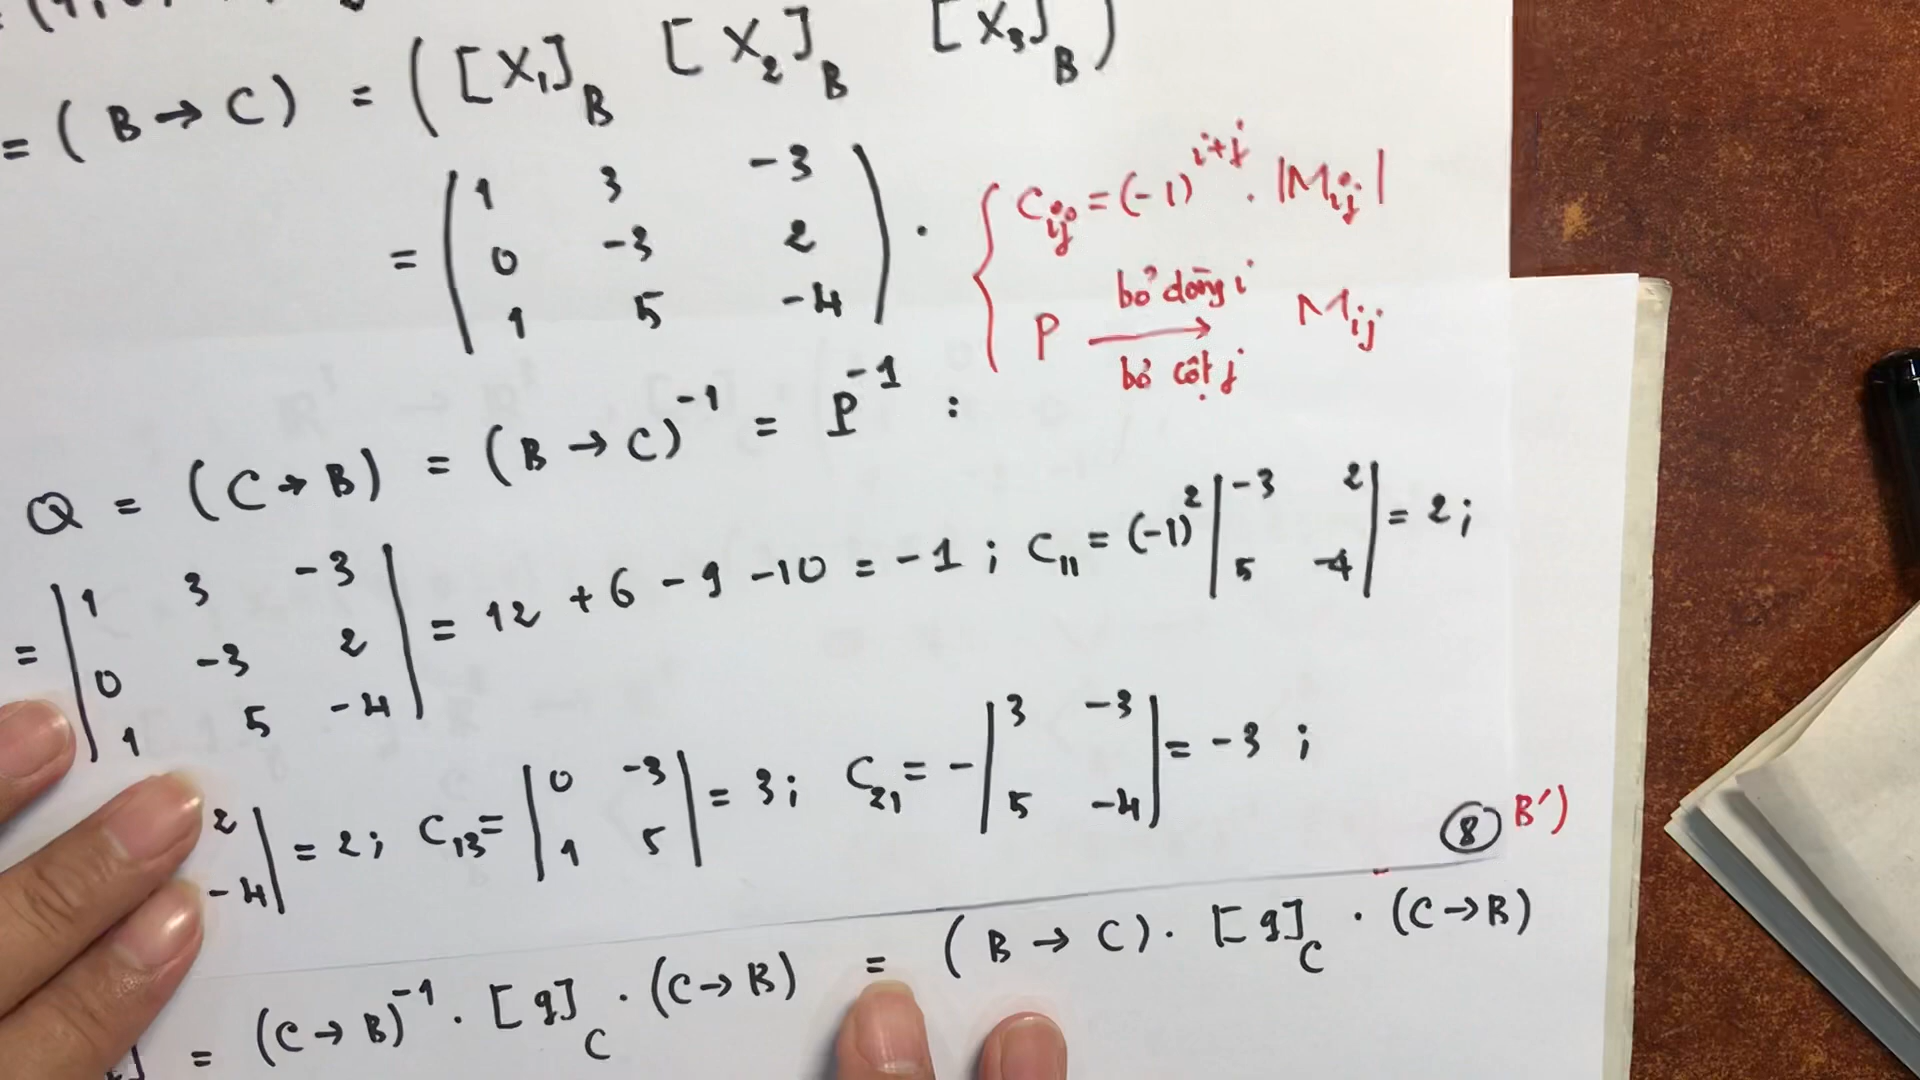 = (B → C) = ([X₁]_B [X₂]_B [X₃]_B)
= ( 1 3 -3
0 -3 2
1 5 -4 ) .
{ C_ij = (-1)^{i+j} . |M_ij|
P → M_ij
bỏ dòng i
bỏ cột j
Q = (C → B) = (B → C)^{-1} = P^{-1} :
= | 1 3 -3
0 -3 2
1 5 -4 | = 12 + 6 - 9 - 10 = -1 ; C₁₁ = (-1)² | -3 2
5 -4 | = 2 ;
2
-4 | = 2 ; C₁₃ = | 0 -3
1 5 | = 3 ; C₂₁ = - | 3 -3
5 -4 | = -3 ;
⑧ B')
= (C → B)^{-1} . [g]_C . (C → B) = (B → C) . [g]_C . (C → B)